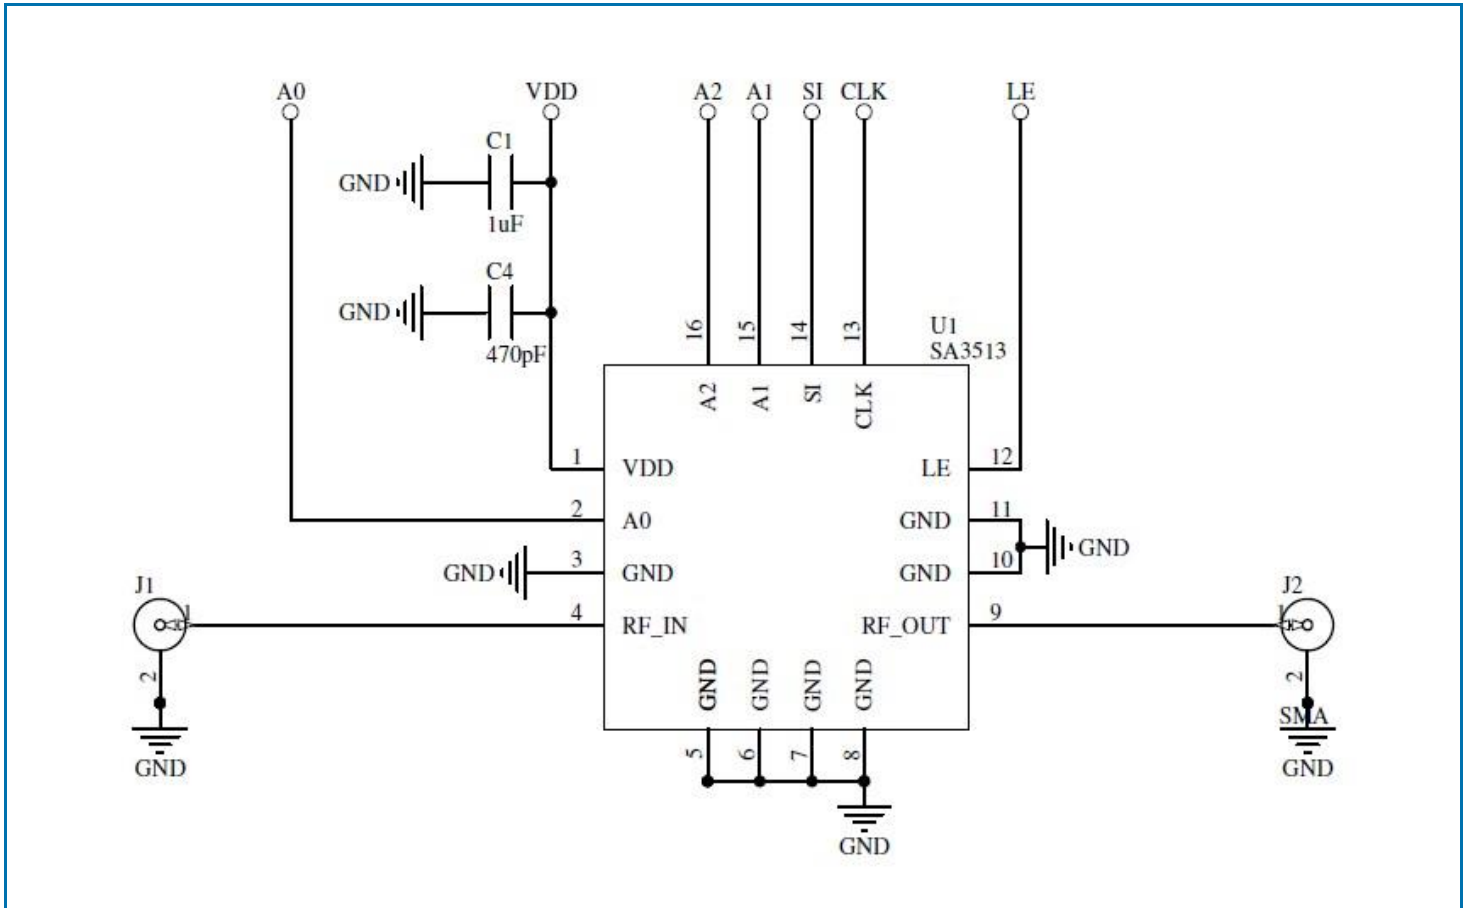 A0 VDD A2 A1 SI CLK LE
C1
GND
1uF
C4
GND
470pF
16 15 14 13
U1
SA3513
A2 A1 SI CLK
1 VDD LE 12
2 A0 GND 11
GND
3 GND GND 10
GND
J1 J2
1 4 RF_IN RF_OUT 9 1
2 GND GND GND GND 2
SMA
5 6 7 8
GND GND
GND